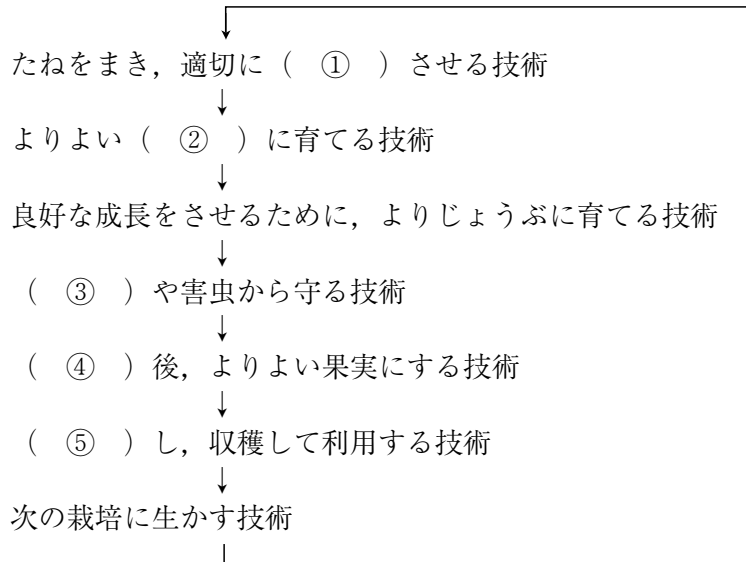 たねをまき，適切に（　①　）させる技術
↓
よりよい（　②　）に育てる技術
↓
良好な成長をさせるために，よりじょうぶに育てる技術
↓
（　③　）や害虫から守る技術
↓
（　④　）後，よりよい果実にする技術
↓
（　⑤　）し，収穫して利用する技術
↓
次の栽培に生かす技術